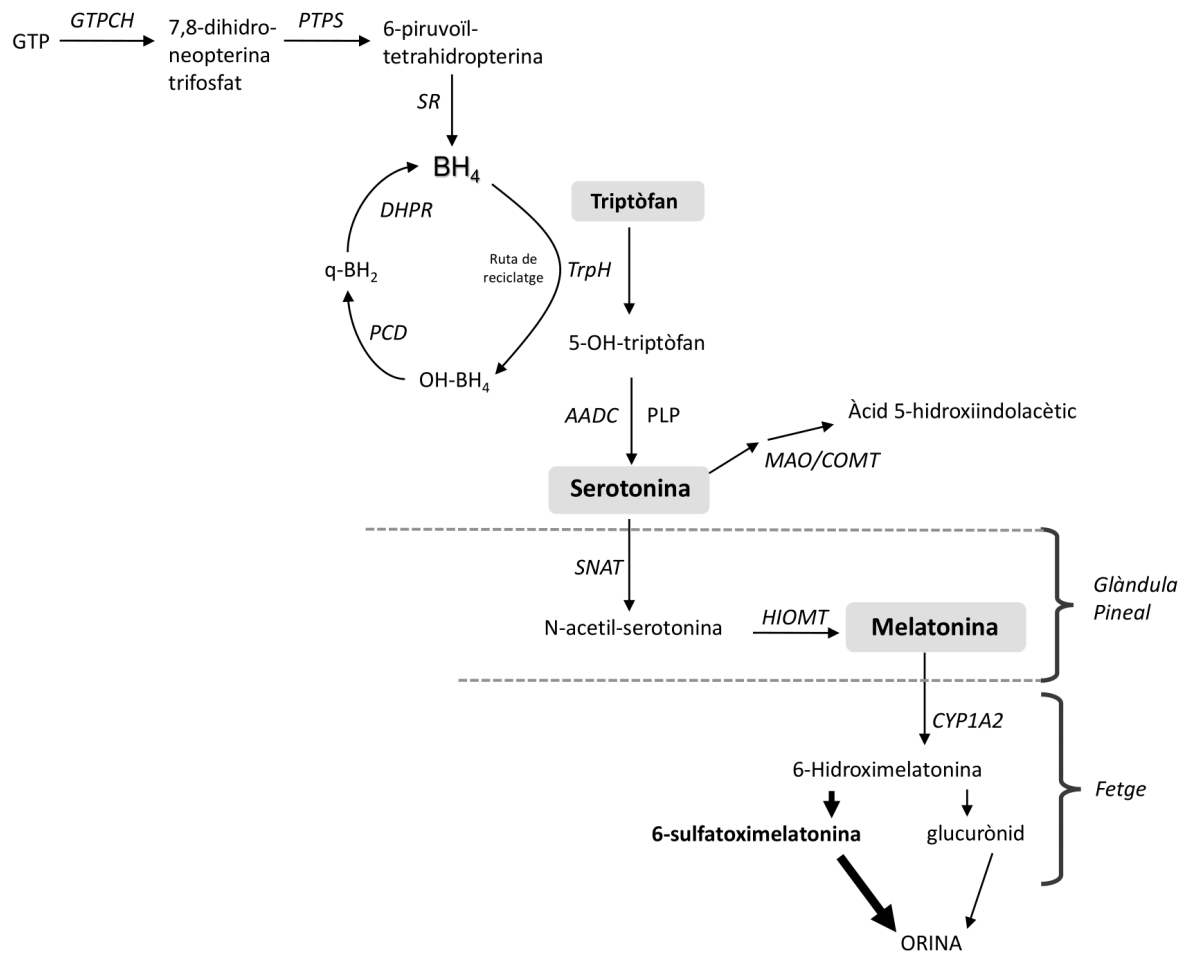 GTPCH
PTPS
GTP
7,8-dihidro-
neopterina
trifosfat
6-piruvoïl-
tetrahidropterina
SR
BH4
DHPR
Triptòfan
Ruta de
reciclatge
TrpH
q-BH2
PCD
OH-BH4
5-OH-triptòfan
AADC
PLP
Àcid 5-hidroxiindolacètic
MAO/COMT
Serotonina
SNAT
Glàndula
Pineal
N-acetil-serotonina
HIOMT
Melatonina
CYP1A2
6-Hidroximelatonina
Fetge
6-sulfatoximelatonina
glucurònid
ORINA